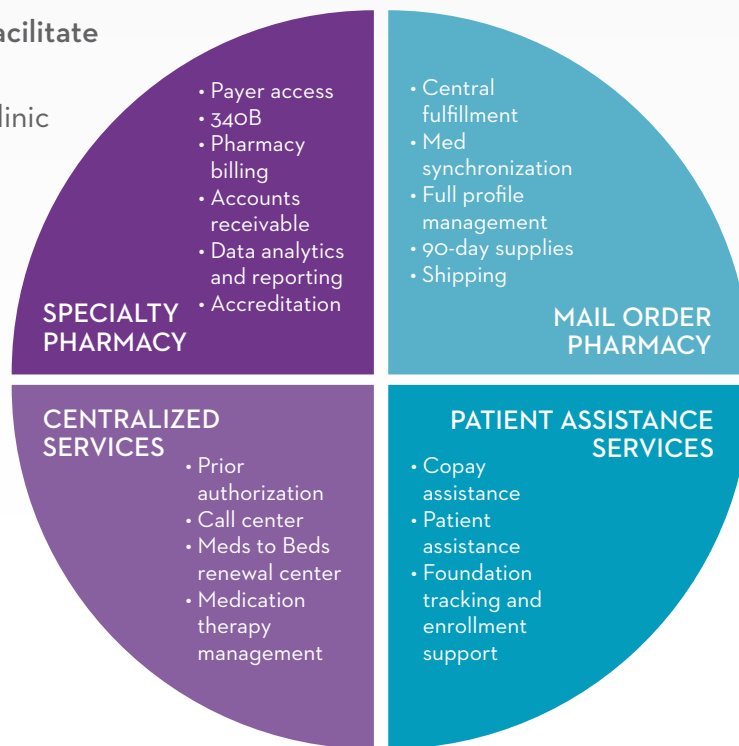 acilitate
linic
• Payer access
• 340B
• Pharmacy
billing
• Accounts
receivable
• Data analytics
and reporting
• Accreditation
SPECIALTY
PHARMACY
• Central
fulfillment
• Med
synchronization
• Full profile
management
• 90-day supplies
• Shipping
MAIL ORDER
PHARMACY
CENTRALIZED
SERVICES
• Prior
authorization
• Call center
• Meds to Beds
renewal center
• Medication
therapy
management
PATIENT ASSISTANCE
SERVICES
• Copay
assistance
• Patient
assistance
• Foundation
tracking and
enrollment
support